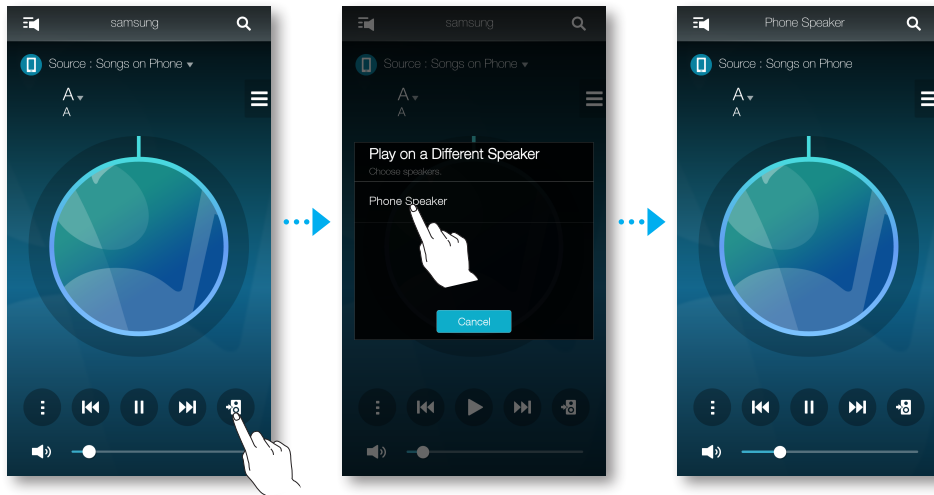 samsung
Source : Songs on Phone
A
A
samsung
Source : Songs on Phone
A
A
Play on a Different Speaker
Choose speakers.
Phone Speaker
Cancel
Phone Speaker
Source : Songs on Phone
A
A